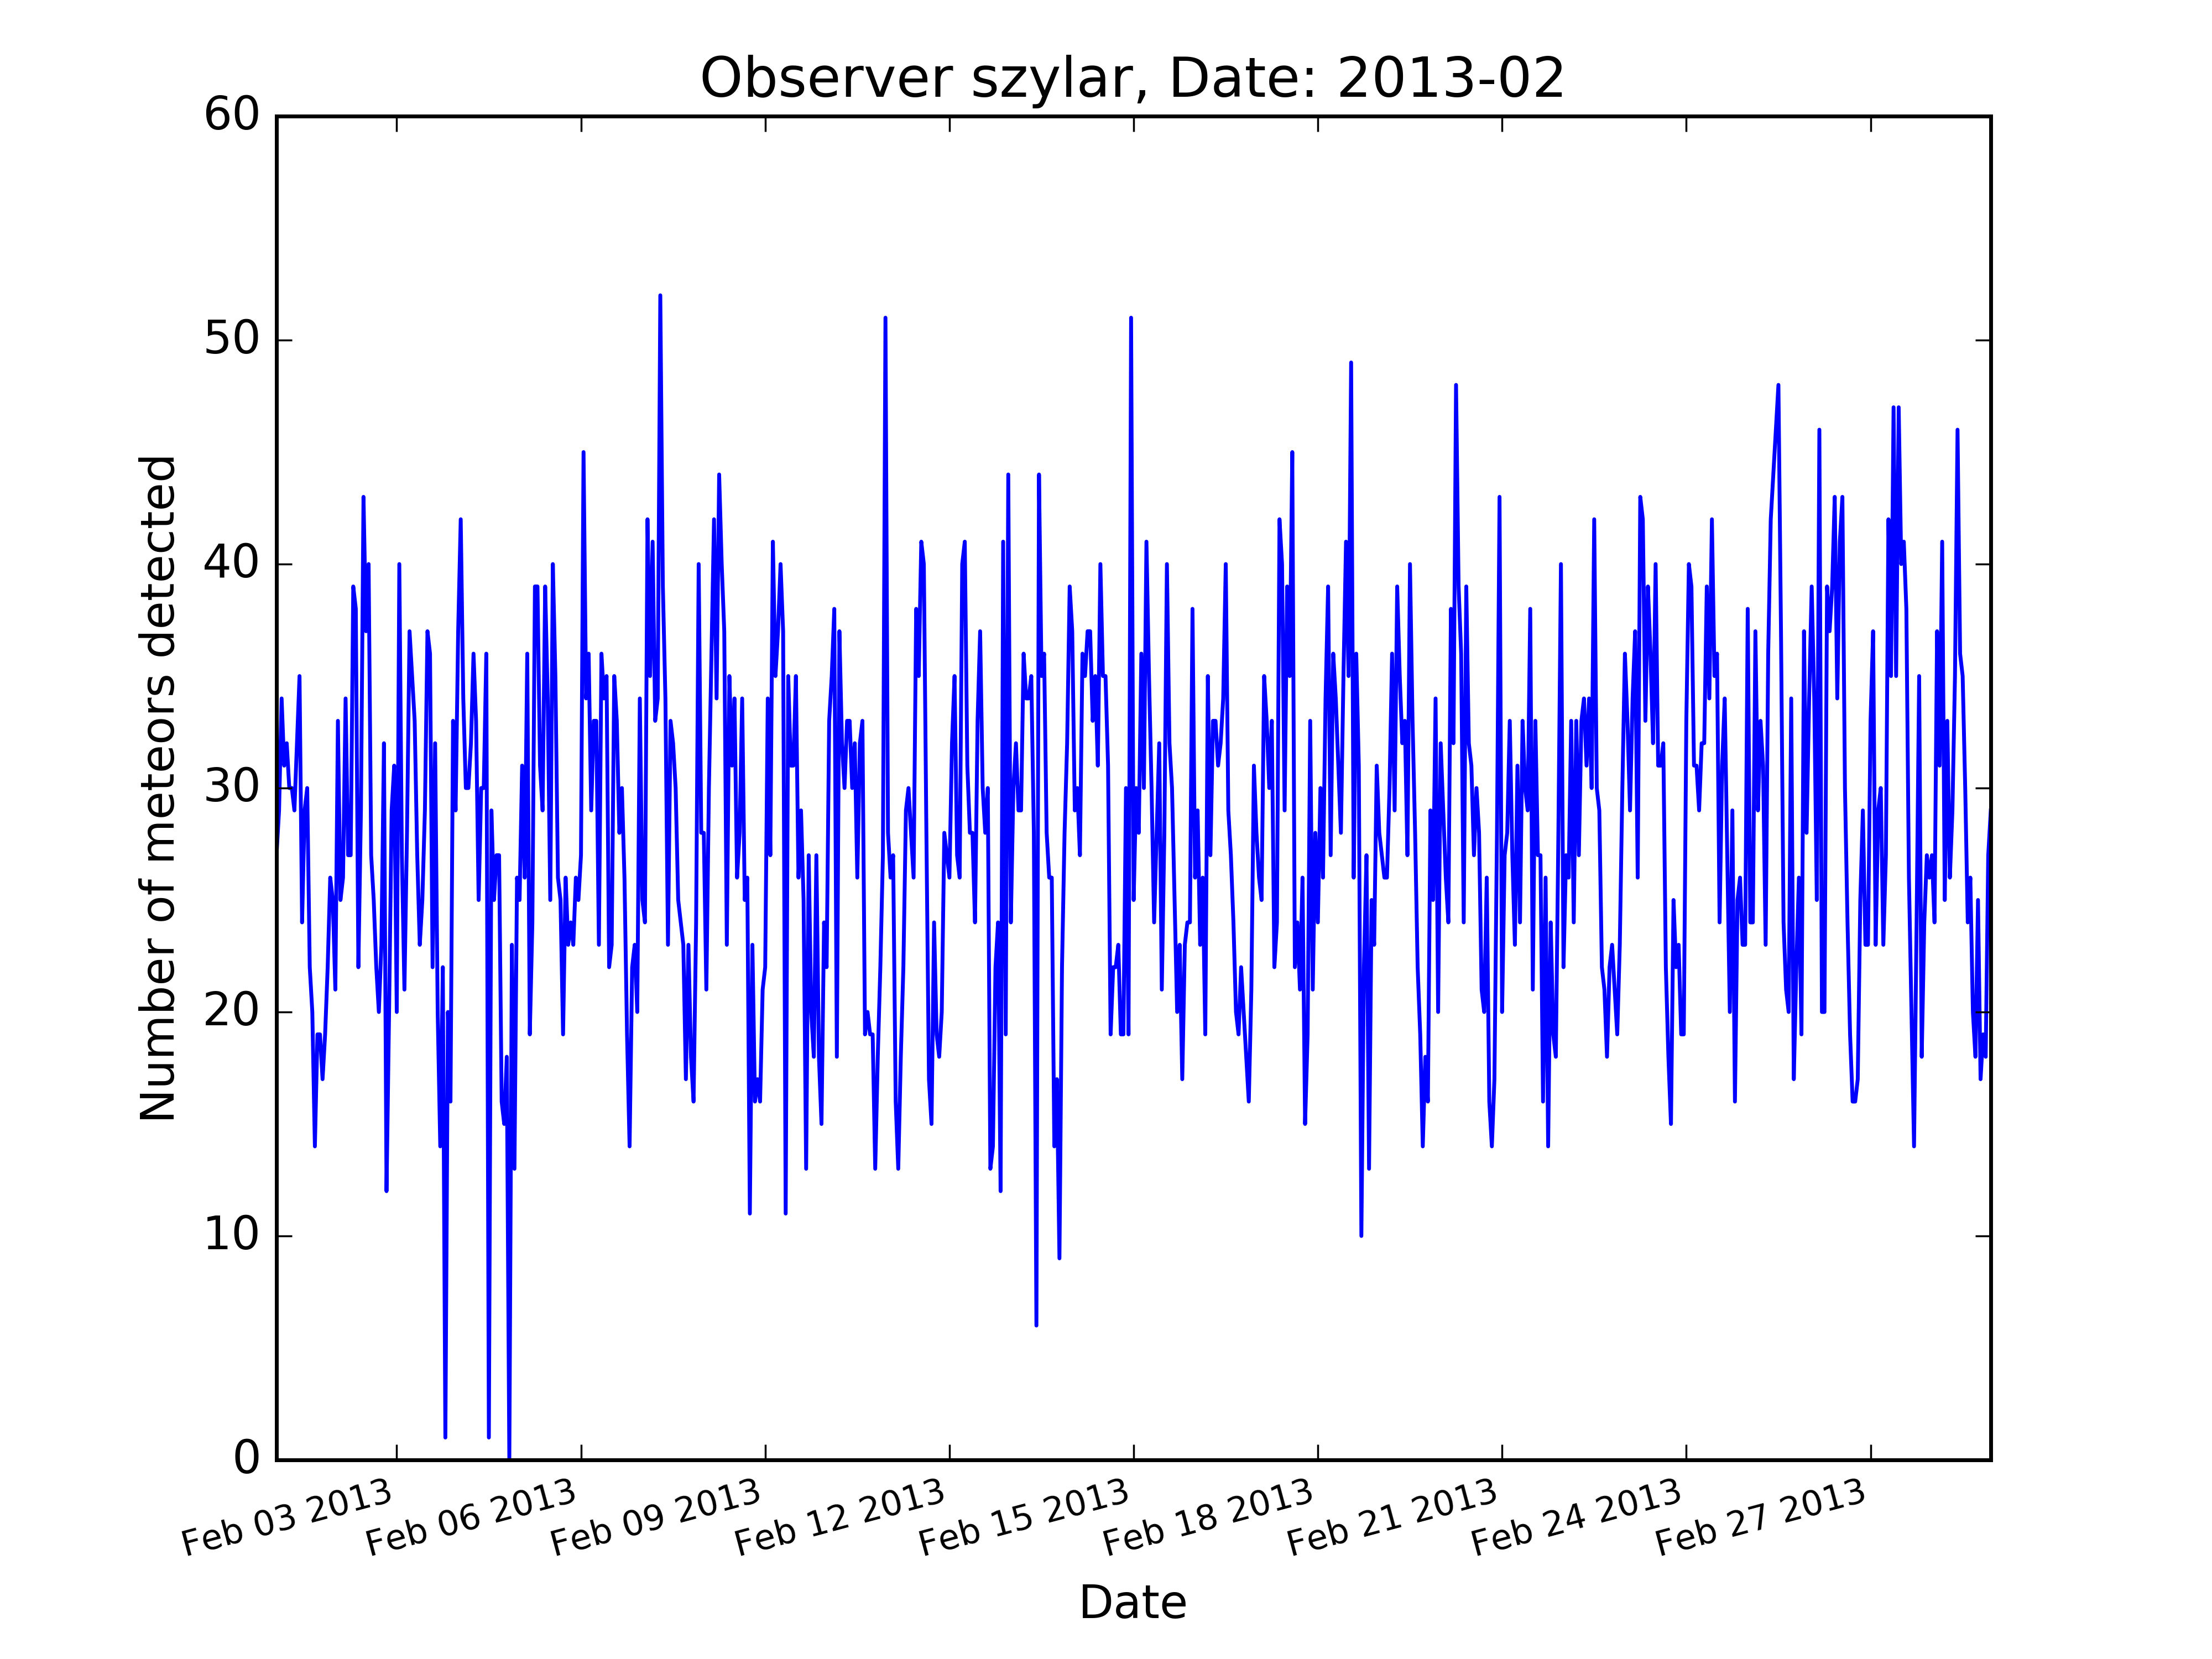 Observer szylar, Date: 2013-02
60
50
40
30
20
10
0
Number of meteors detected
Feb 03 2013
Feb 06 2013
Feb 09 2013
Feb 12 2013
Feb 15 2013
Feb 18 2013
Feb 21 2013
Feb 24 2013
Feb 27 2013
Date